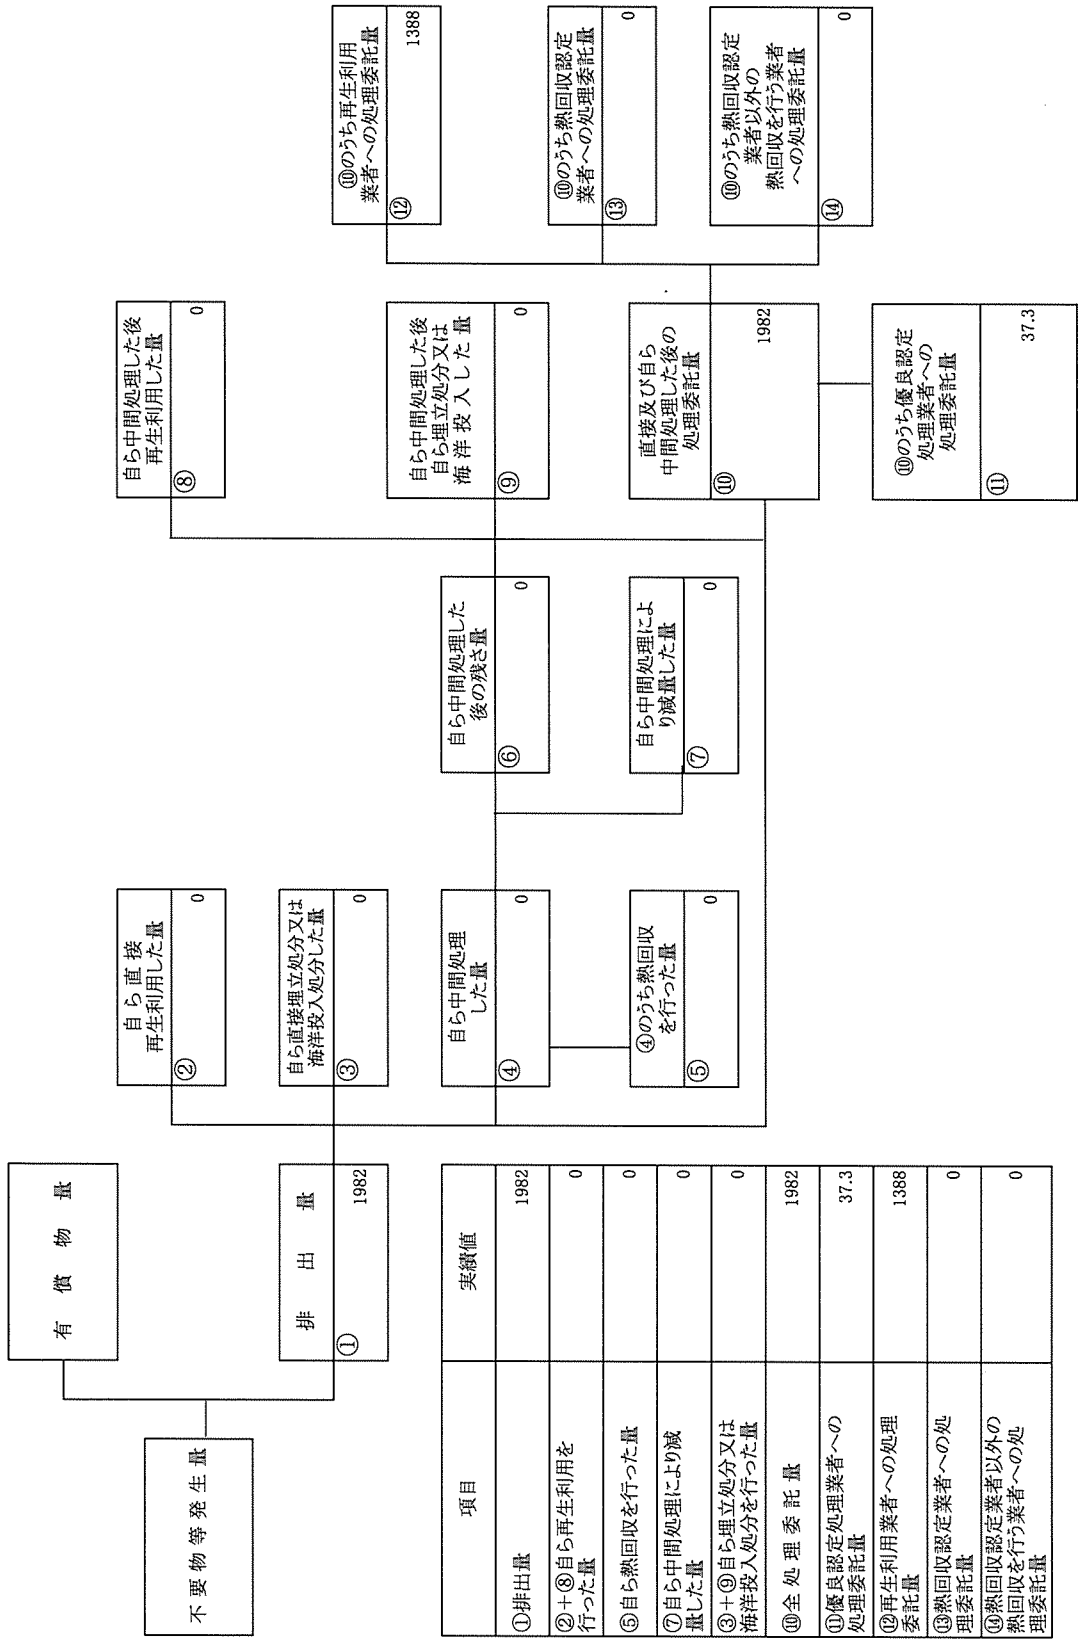 不要物等発生量
有償物量
排出量
① 1982
自ら直接
再生利用した量
② 0
自ら直接埋立処分又は
海洋投入処分した量
③ 0
自ら中間処理
した量
④ 0
④のうち熱回収
を行った量
⑤ 0
自ら中間処理した
後の残さ量
⑥ 0
自ら中間処理によ
り減量した量
⑦ 0
自ら中間処理した後
再生利用した量
⑧ 0
自ら中間処理した後
自ら埋立処分又は
海洋投入した量
⑨ 0
直接及び自ら
中間処理した後の
処理委託量
⑩ 1982
⑩のうち優良認定
処理業者への
処理委託量
⑪ 37.3
⑩のうち再生利用
業者への処理委託量
⑫ 1388
⑩のうち熱回収認定
業者への処理委託量
⑬ 0
⑩のうち熱回収認定
業者以外の
熱回収を行う業者
への処理委託量
⑭ 0
項目 実績値
①排出量 1982
②+⑧自ら再生利用を
行った量 0
⑤自ら熱回収を行った量 0
⑦自ら中間処理により減
量した量 0
③+⑨自ら埋立処分又は
海洋投入処分を行った量 0
⑩全処理委託量 1982
⑪優良認定処理業者への
処理委託量 37.3
⑫再生利用業者への処理
委託量 1388
⑬熱回収認定業者への処
理委託量 0
⑭熱回収認定業者以外の
熱回収を行う業者への処
理委託量 0